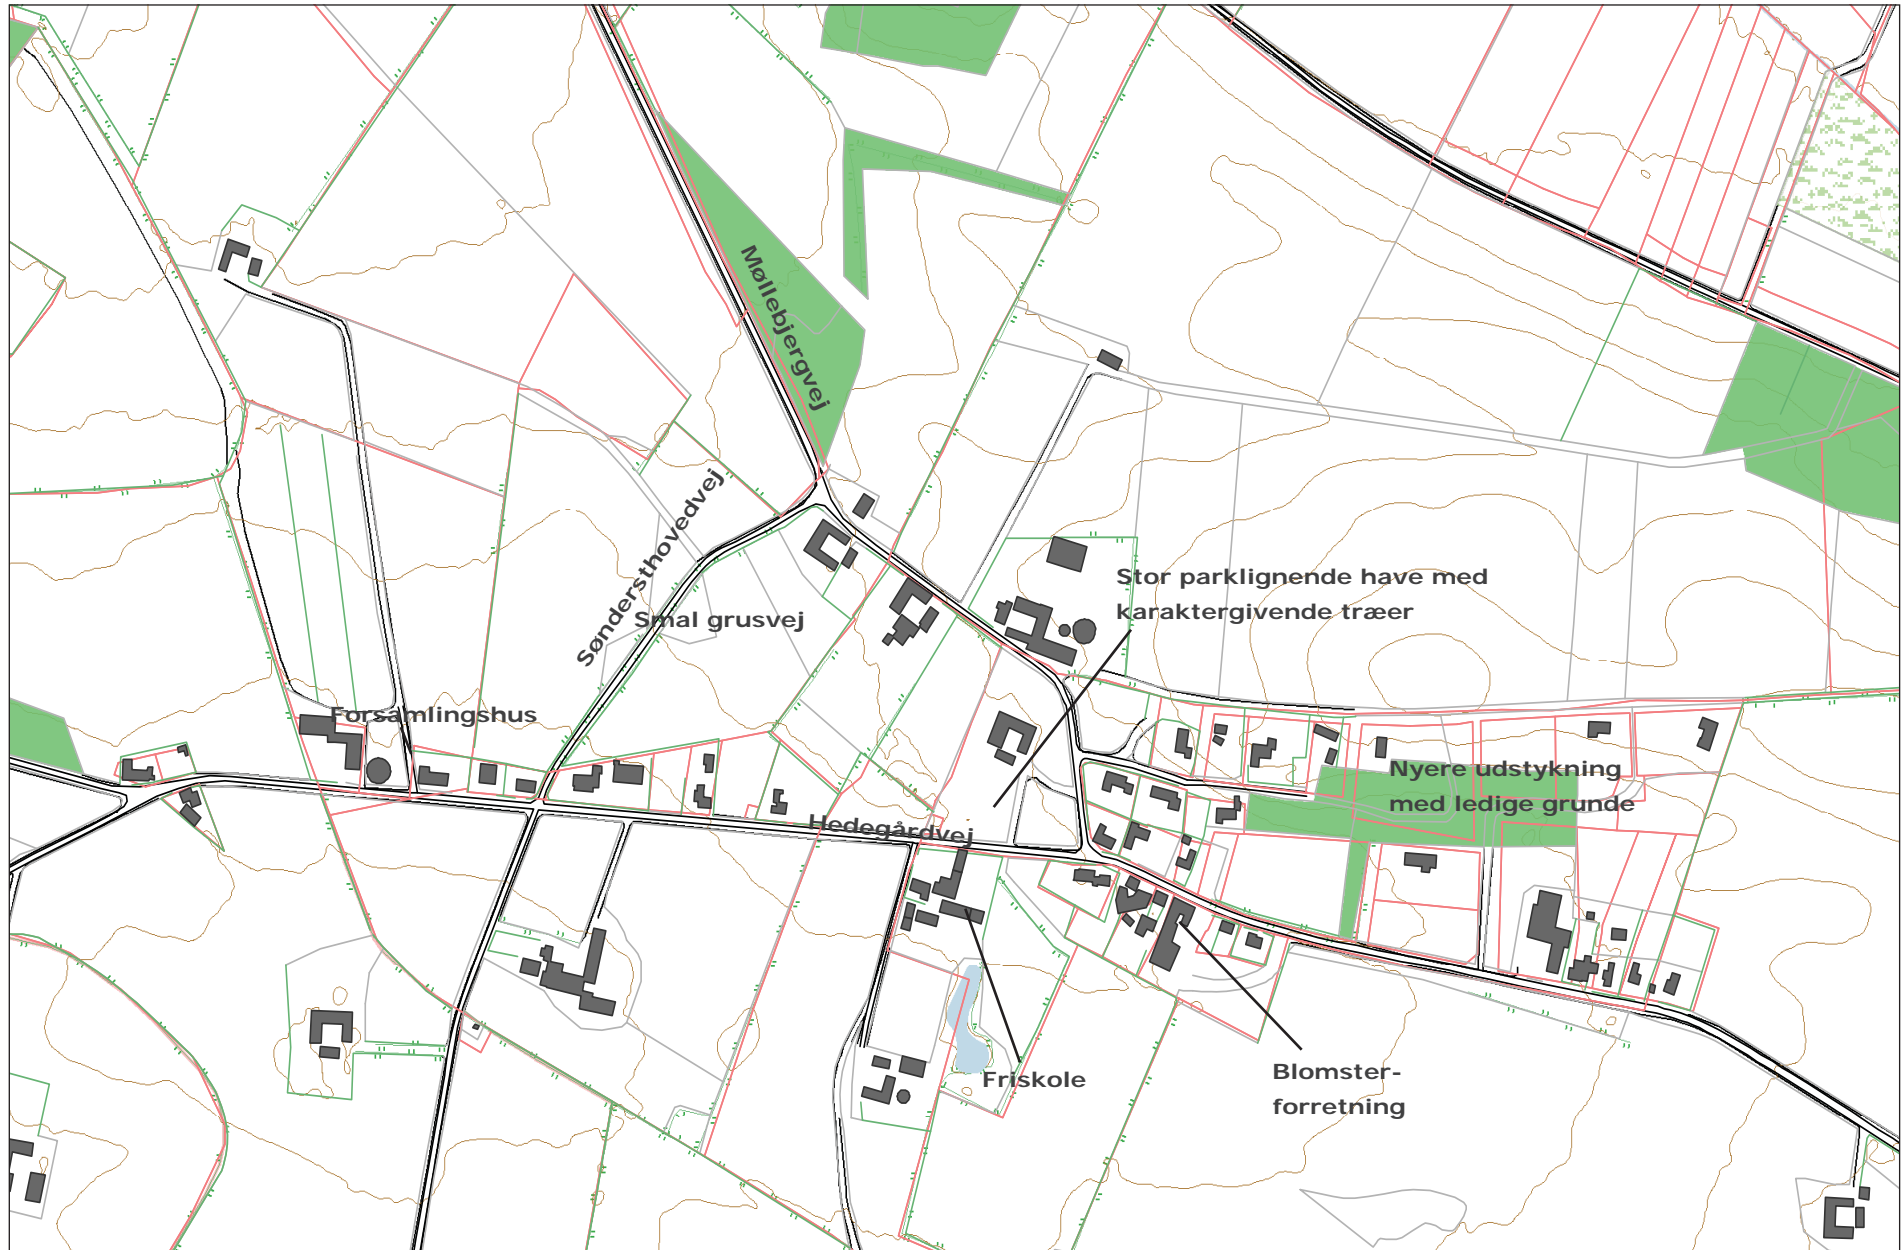 Møllebjergvej
Søndersthovedvej
Stor parklignende have med
karaktergivende træer
Smal grusvej
Forsamlingshus
Nyere udstykning
med ledige grunde
Hedegårdvej
Friskole
Blomster-
forretning